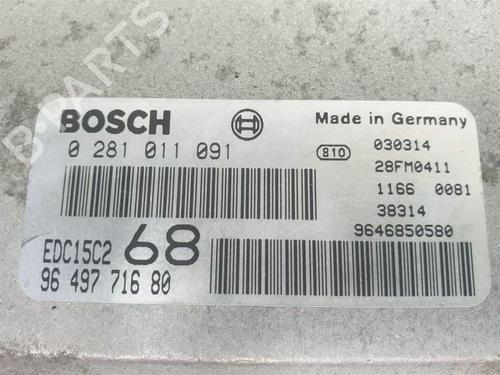 B-PARTS
BOSCH
Made in Germany
0 281 011 091
810
030314
28FM0411
1166 0081
38314
9646850580
EDC15C2 68
96 497 716 80